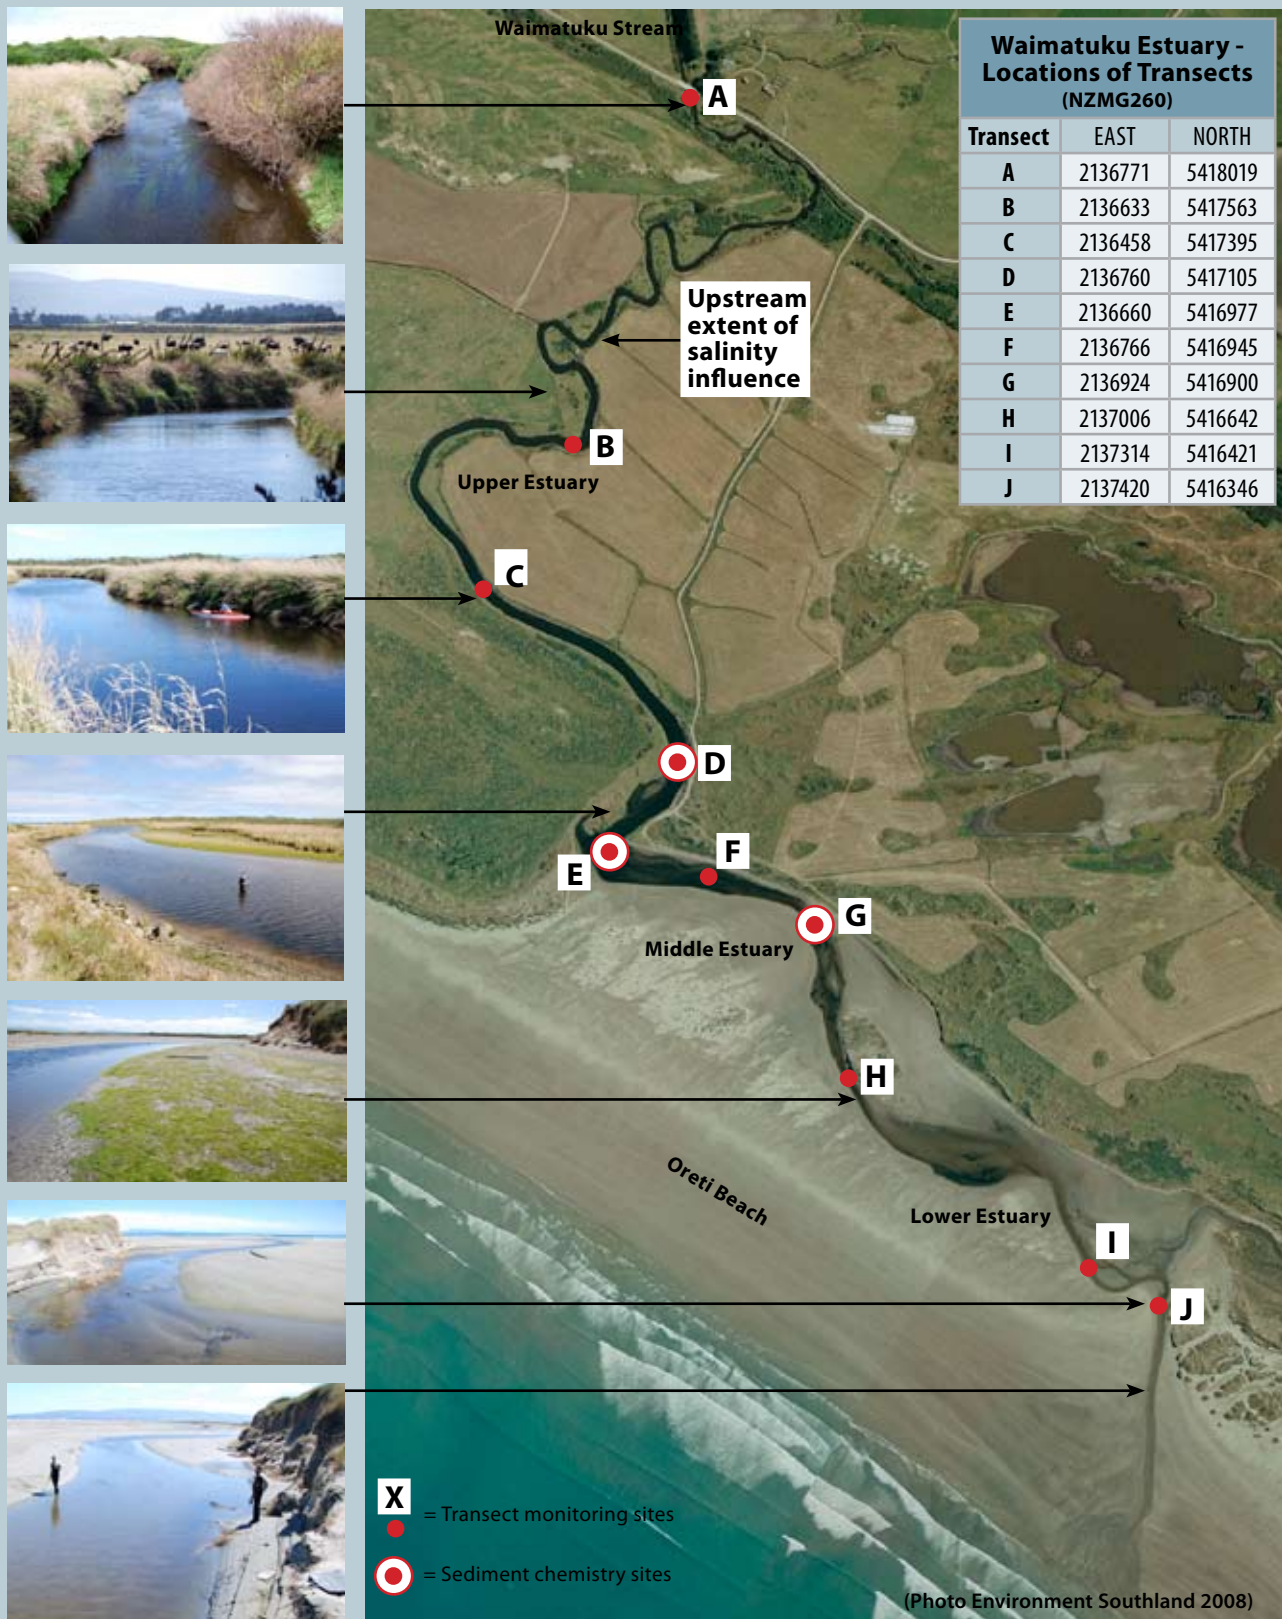 Waimatuku Stream
Waimatuku Estuary -
Locations of Transects
(NZMG260)
Transect EAST NORTH
A 2136771 5418019
B 2136633 5417563
C 2136458 5417395
D 2136760 5417105
E 2136660 5416977
F 2136766 5416945
G 2136924 5416900
H 2137006 5416642
I 2137314 5416421
J 2137420 5416346
A
Upstream
extent of
salinity
influence
B
Upper Estuary
C
D
E
F
G
Middle Estuary
H
Oreti Beach
Lower Estuary
I
J
X
= Transect monitoring sites
= Sediment chemistry sites
(Photo Environment Southland 2008)